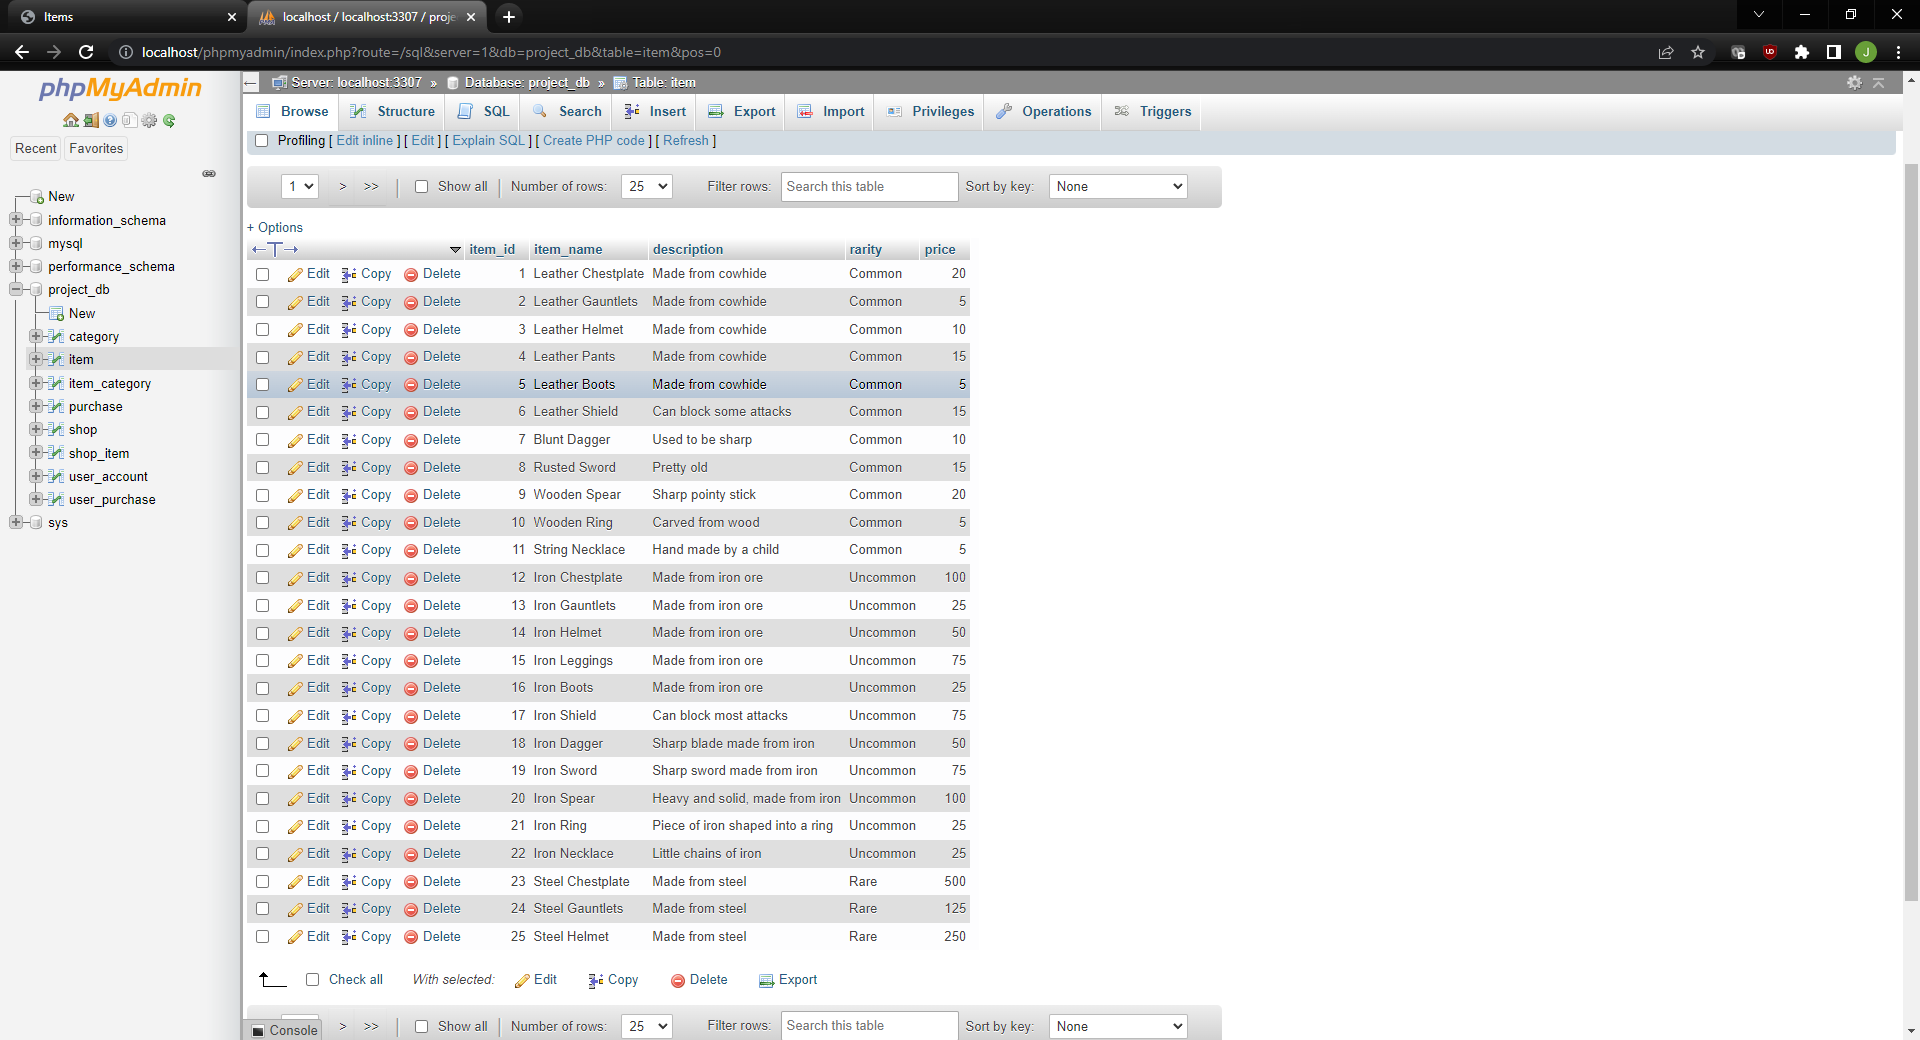 Items
localhost / localhost:3307 / proje
localhost/phpmyadmin/index.php?route=/sql&server=1&db=project_db&table=item&pos=0
J
phpMyAdmin
Recent Favorites
New
information_schema
mysql
performance_schema
project_db
New
category
item
item_category
purchase
shop
shop_item
user_account
user_purchase
sys
Server: localhost:3307 » Database: project_db » Table: item
Browse Structure SQL Search Insert Export Import Privileges Operations Triggers
Profiling [ Edit inline ] [ Edit ] [ Explain SQL ] [ Create PHP code ] [ Refresh ]
1 > >> Show all Number of rows: 25 Filter rows: Search this table Sort by key: None
+ Options
item_id item_name description rarity price
Edit Copy Delete 1 Leather Chestplate Made from cowhide Common 20
Edit Copy Delete 2 Leather Gauntlets Made from cowhide Common 5
Edit Copy Delete 3 Leather Helmet Made from cowhide Common 10
Edit Copy Delete 4 Leather Pants Made from cowhide Common 15
Edit Copy Delete 5 Leather Boots Made from cowhide Common 5
Edit Copy Delete 6 Leather Shield Can block some attacks Common 15
Edit Copy Delete 7 Blunt Dagger Used to be sharp Common 10
Edit Copy Delete 8 Rusted Sword Pretty old Common 15
Edit Copy Delete 9 Wooden Spear Sharp pointy stick Common 20
Edit Copy Delete 10 Wooden Ring Carved from wood Common 5
Edit Copy Delete 11 String Necklace Hand made by a child Common 5
Edit Copy Delete 12 Iron Chestplate Made from iron ore Uncommon 100
Edit Copy Delete 13 Iron Gauntlets Made from iron ore Uncommon 25
Edit Copy Delete 14 Iron Helmet Made from iron ore Uncommon 50
Edit Copy Delete 15 Iron Leggings Made from iron ore Uncommon 75
Edit Copy Delete 16 Iron Boots Made from iron ore Uncommon 25
Edit Copy Delete 17 Iron Shield Can block most attacks Uncommon 75
Edit Copy Delete 18 Iron Dagger Sharp blade made from iron Uncommon 50
Edit Copy Delete 19 Iron Sword Sharp sword made from iron Uncommon 75
Edit Copy Delete 20 Iron Spear Heavy and solid, made from iron Uncommon 100
Edit Copy Delete 21 Iron Ring Piece of iron shaped into a ring Uncommon 25
Edit Copy Delete 22 Iron Necklace Little chains of iron Uncommon 25
Edit Copy Delete 23 Steel Chestplate Made from steel Rare 500
Edit Copy Delete 24 Steel Gauntlets Made from steel Rare 125
Edit Copy Delete 25 Steel Helmet Made from steel Rare 250
Check all With selected: Edit Copy Delete Export
Console > >> Show all Number of rows: 25 Filter rows: Search this table Sort by key: None